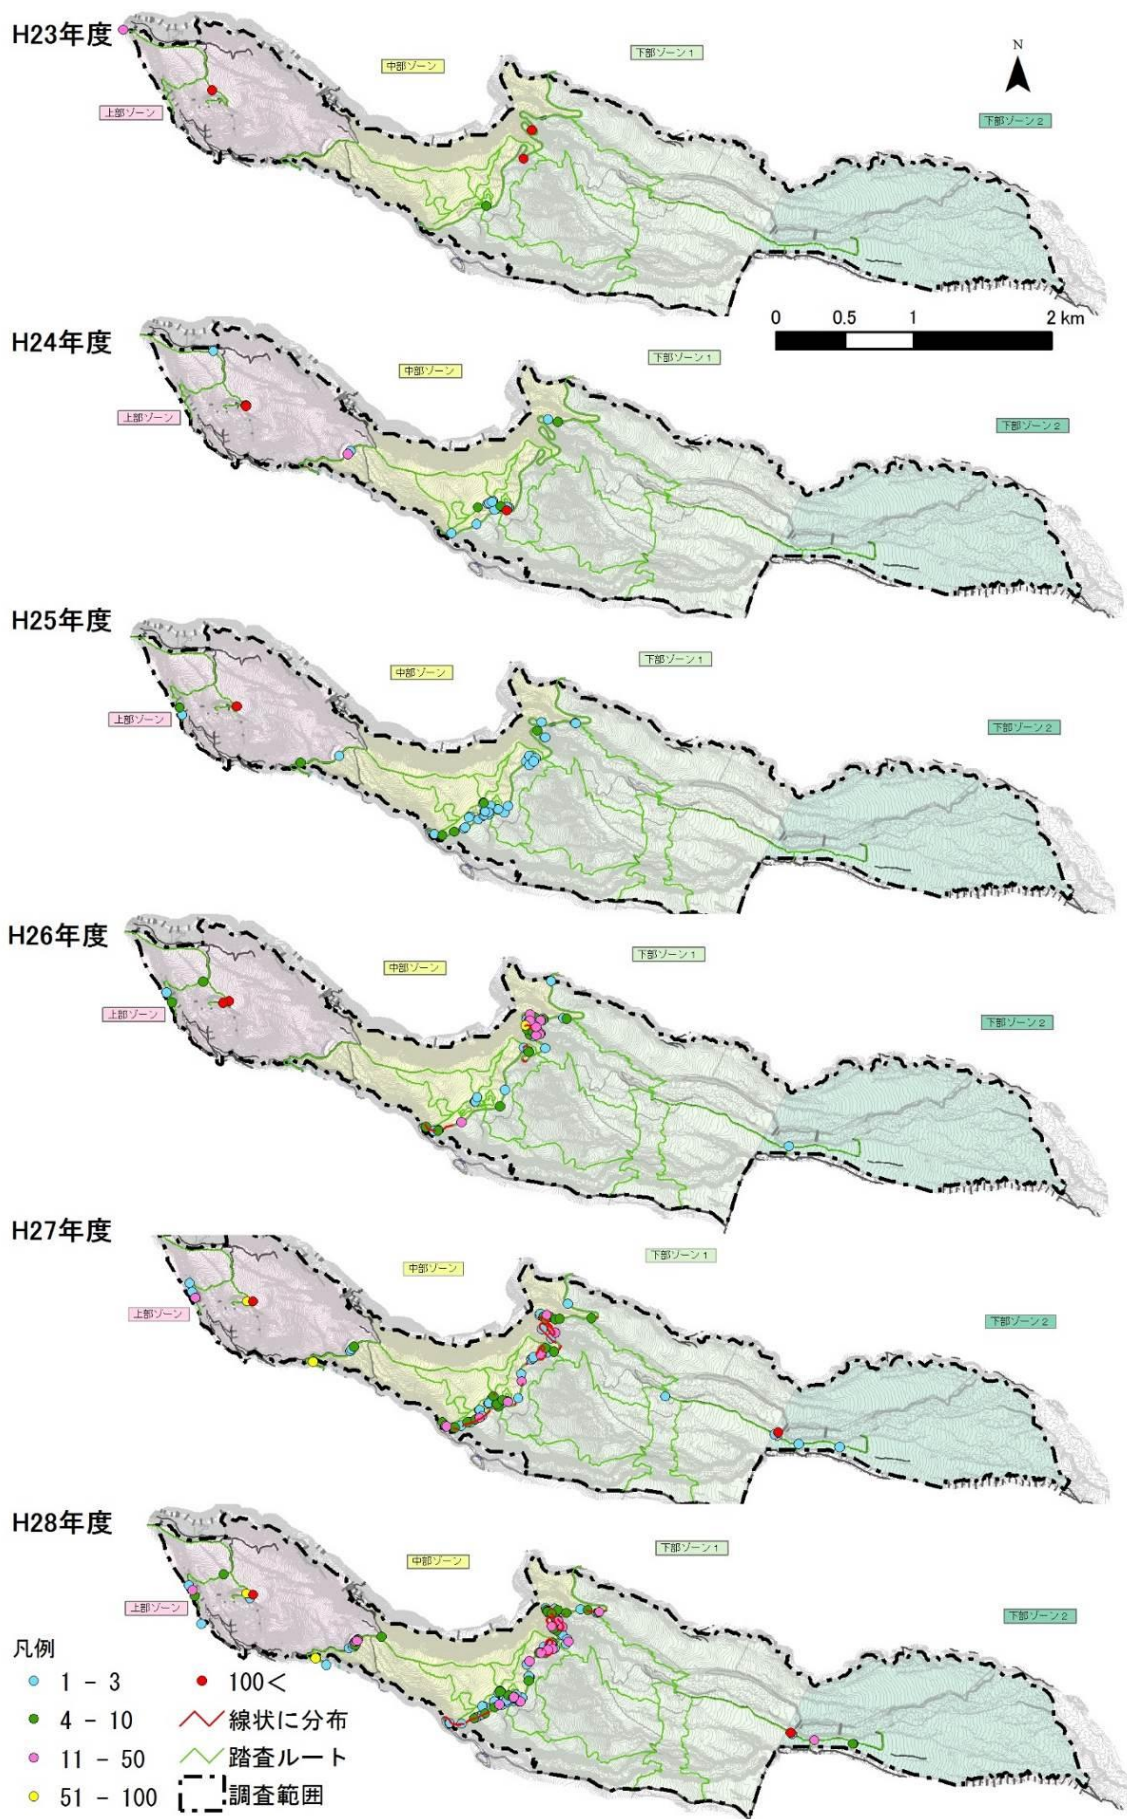 H23年度
中部ゾーン
下部ゾーン1
N
上部ゾーン
下部ゾーン2
0 0.5 1 2 km
H24年度
中部ゾーン
下部ゾーン1
上部ゾーン
下部ゾーン2
H25年度
中部ゾーン
下部ゾーン1
上部ゾーン
下部ゾーン2
H26年度
中部ゾーン
下部ゾーン1
上部ゾーン
下部ゾーン2
H27年度
中部ゾーン
下部ゾーン1
上部ゾーン
下部ゾーン2
H28年度
中部ゾーン
下部ゾーン1
上部ゾーン
下部ゾーン2
凡例
1 - 3
100<
4 - 10
線状に分布
11 - 50
踏査ルート
51 - 100
調査範囲